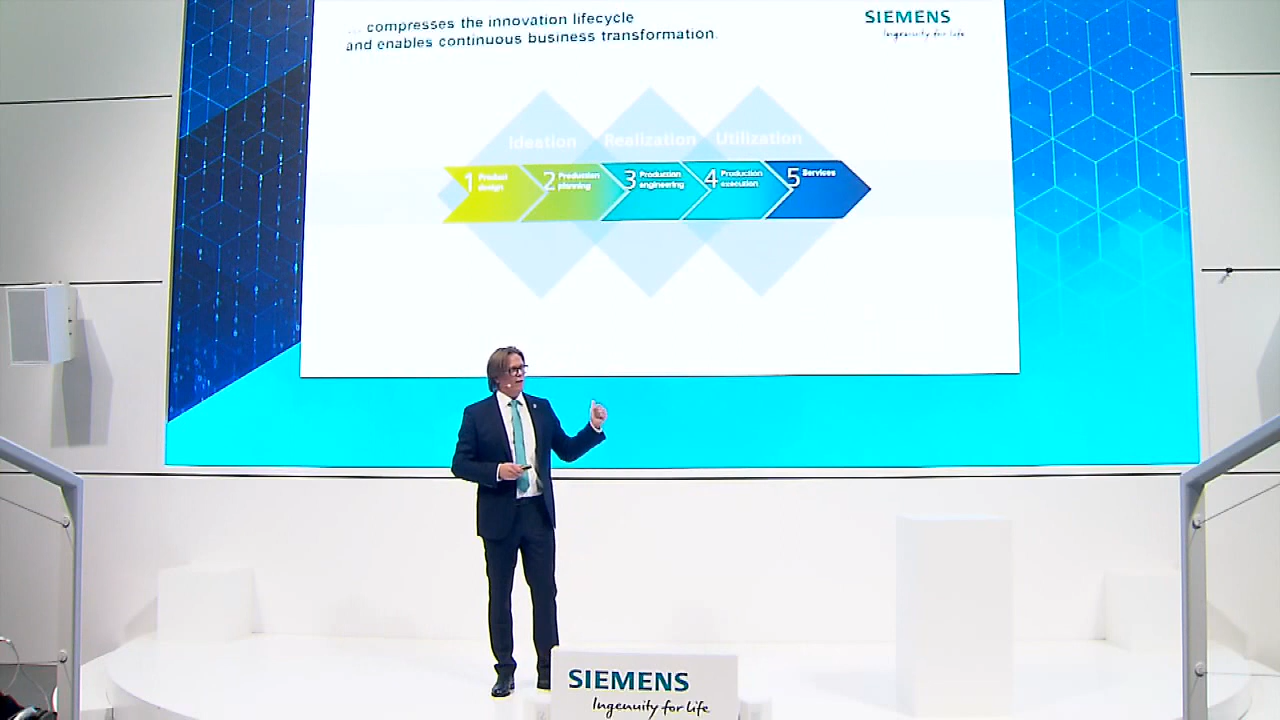 ... compresses the innovation lifecycle
and enables continuous business transformation.
SIEMENS
Ingenuity for life
Ideation
Realization
Utilization
1 Product
design
2 Production
planning
3 Production
engineering
4 Production
execution
5 Services
SIEMENS
Ingenuity for life